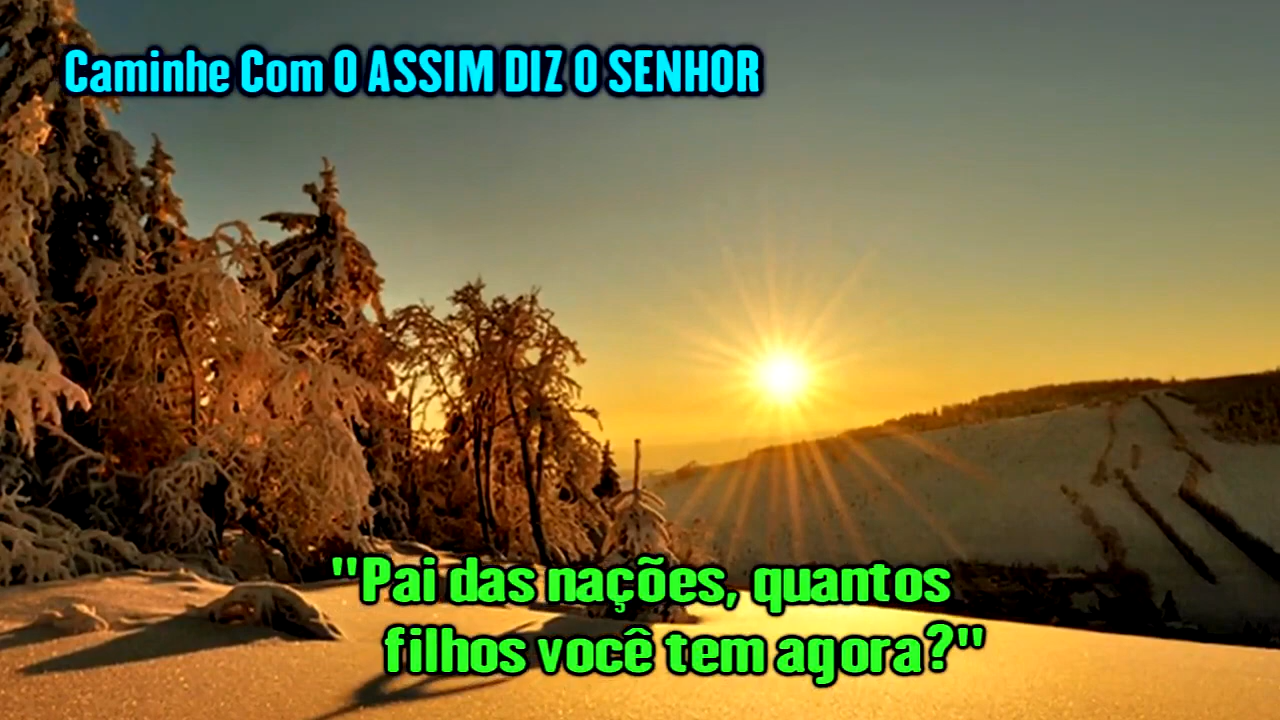 Caminhe Com O ASSIM DIZ O SENHOR
"Pai das nações, quantos
filhos você tem agora?"